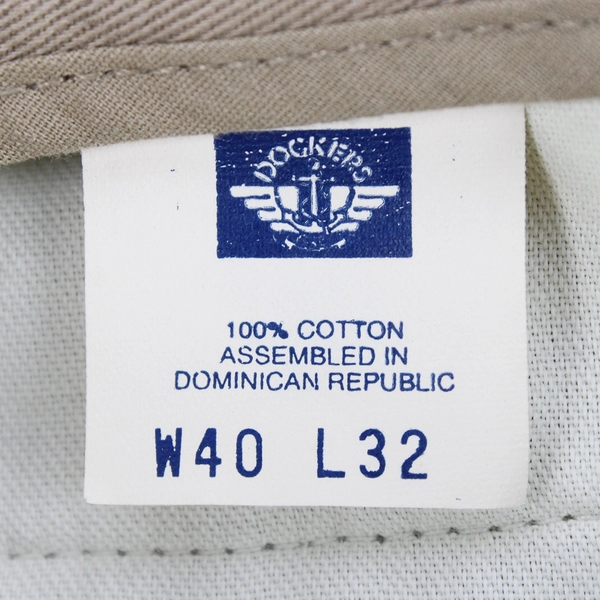 DOCKERS
100% COTTON
ASSEMBLED IN
DOMINICAN REPUBLIC
W40 L32